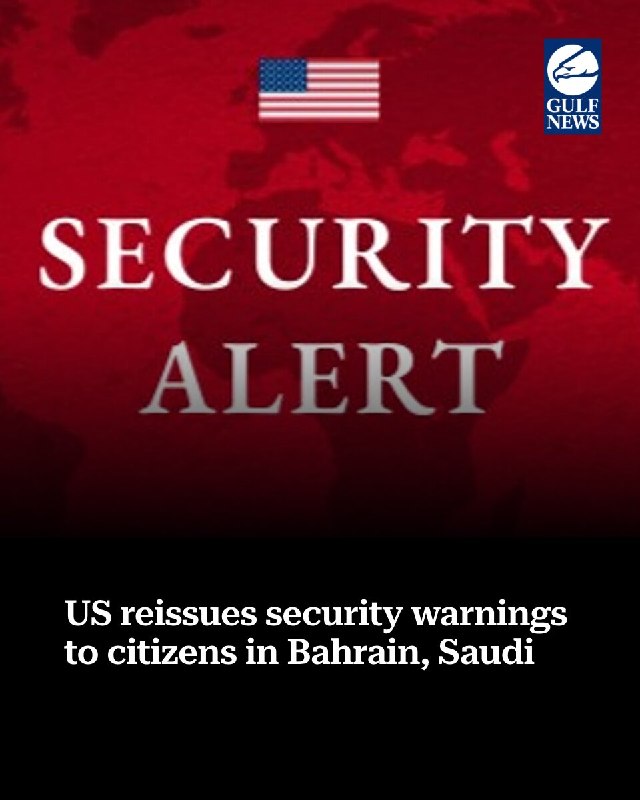 GULF
NEWS
SECURITY
ALERT
US reissues security warnings
to citizens in Bahrain, Saudi